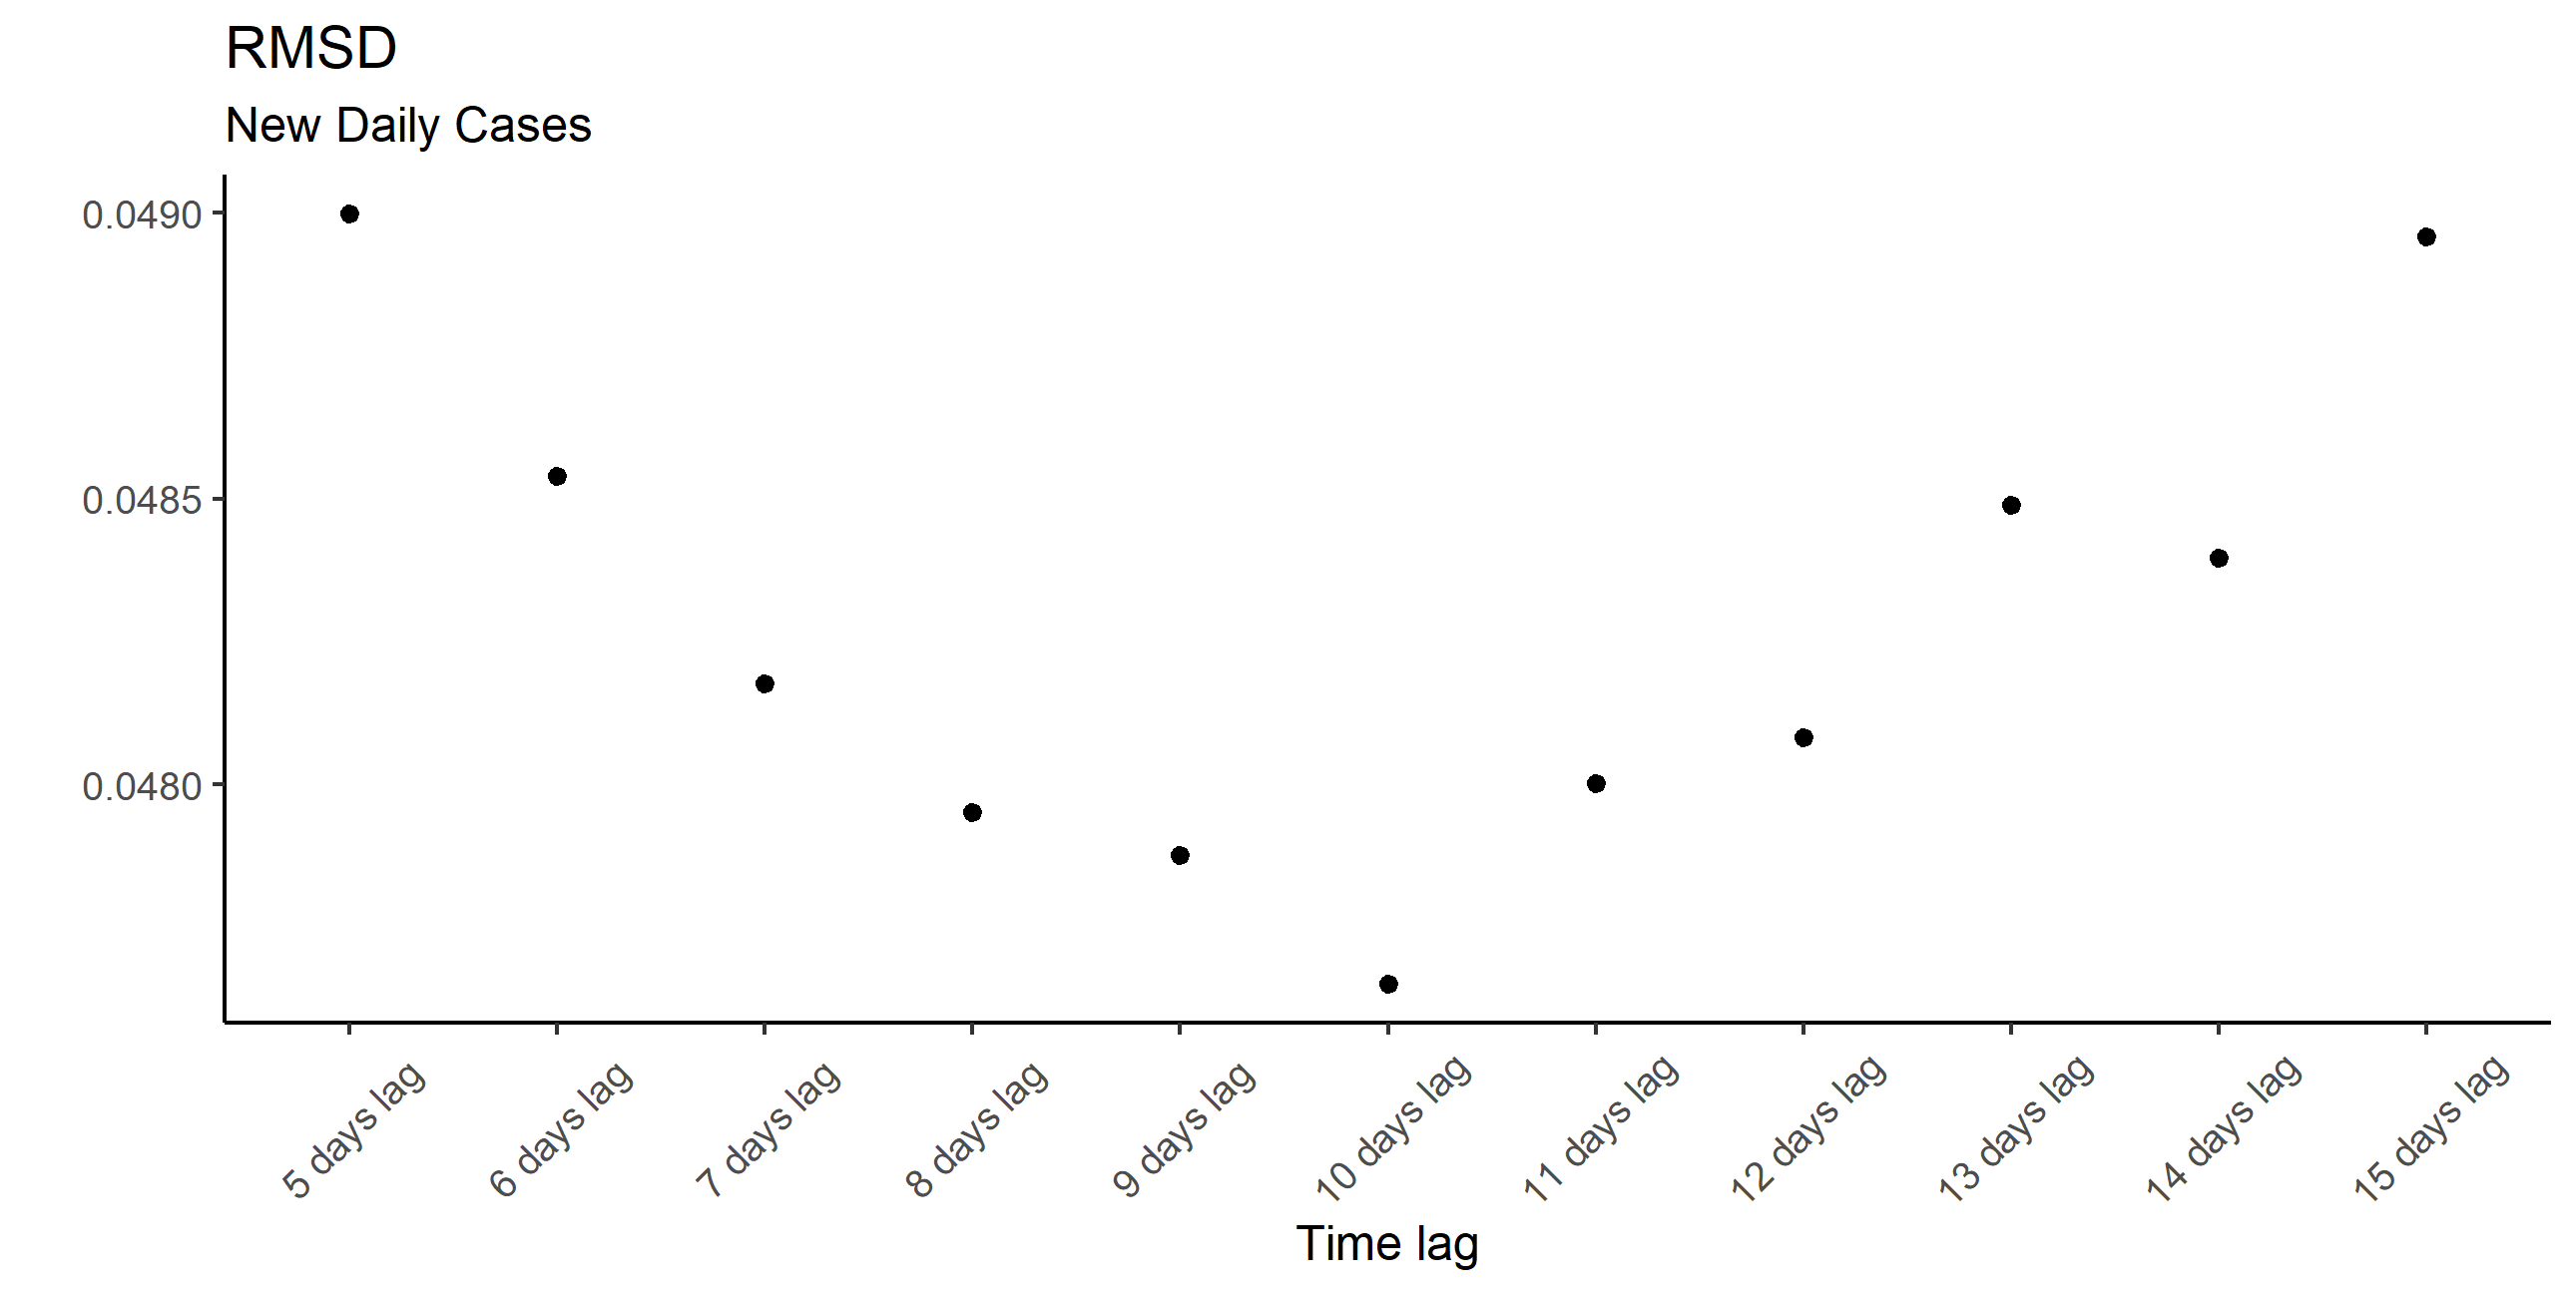 RMSD
New Daily Cases
0.0490
0.0485
0.0480
5 days lag
6 days lag
7 days lag
8 days lag
9 days lag
10 days lag
11 days lag
12 days lag
13 days lag
14 days lag
15 days lag
Time lag